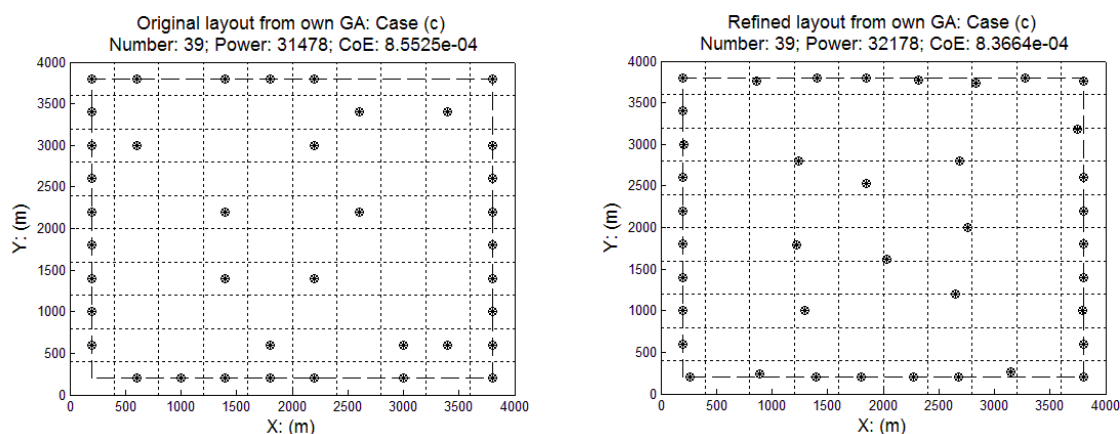 Original layout from own GA: Case (c)
Number: 39; Power: 31478; CoE: 8.5525e-04
4000
3500
3000
2500
2000
1500
1000
500
0
Y: (m)
0 500 1000 1500 2000 2500 3000 3500 4000
X: (m)
Refined layout from own GA: Case (c)
Number: 39; Power: 32178; CoE: 8.3664e-04
4000
3500
3000
2500
2000
1500
1000
500
0
Y: (m)
0 500 1000 1500 2000 2500 3000 3500 4000
X: (m)